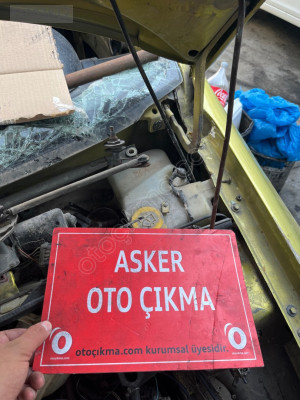 ASKER
OTO ÇIKMA
otoçıkma.com kurumsal üyesidir.